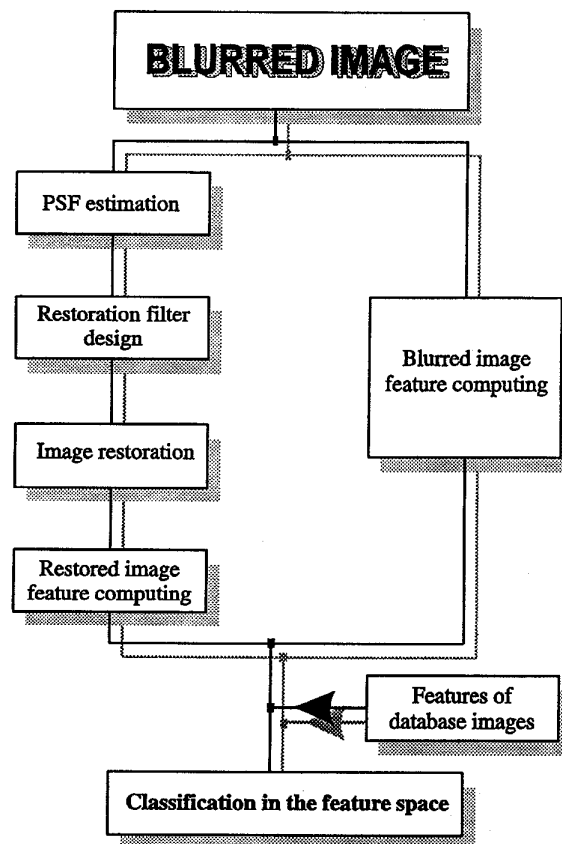 BLURRED IMAGE
PSF estimation
Restoration filter
design
Blurred image
feature computing
Image restoration
Restored image
feature computing
Features of
database images
Classification in the feature space